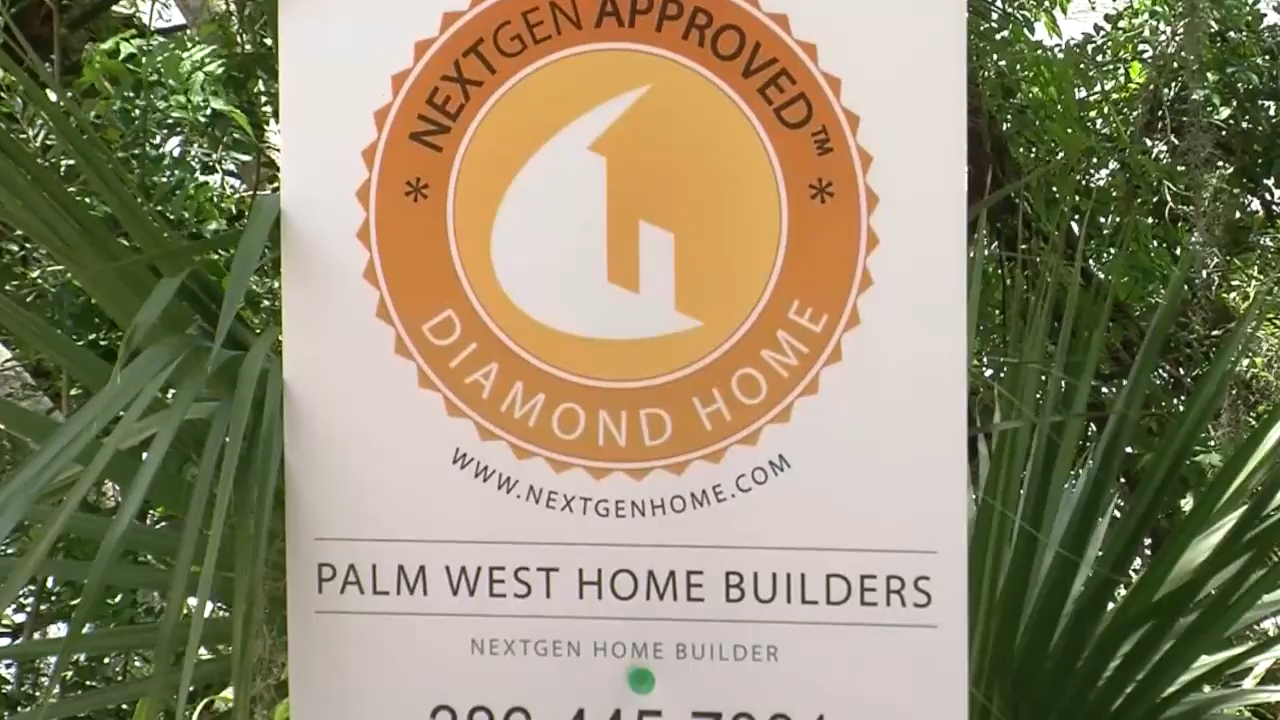 NEXTGEN APPROVED™
* *
DIAMOND HOME
WWW.NEXTGENHOME.COM
PALM WEST HOME BUILDERS
NEXTGEN HOME BUILDER